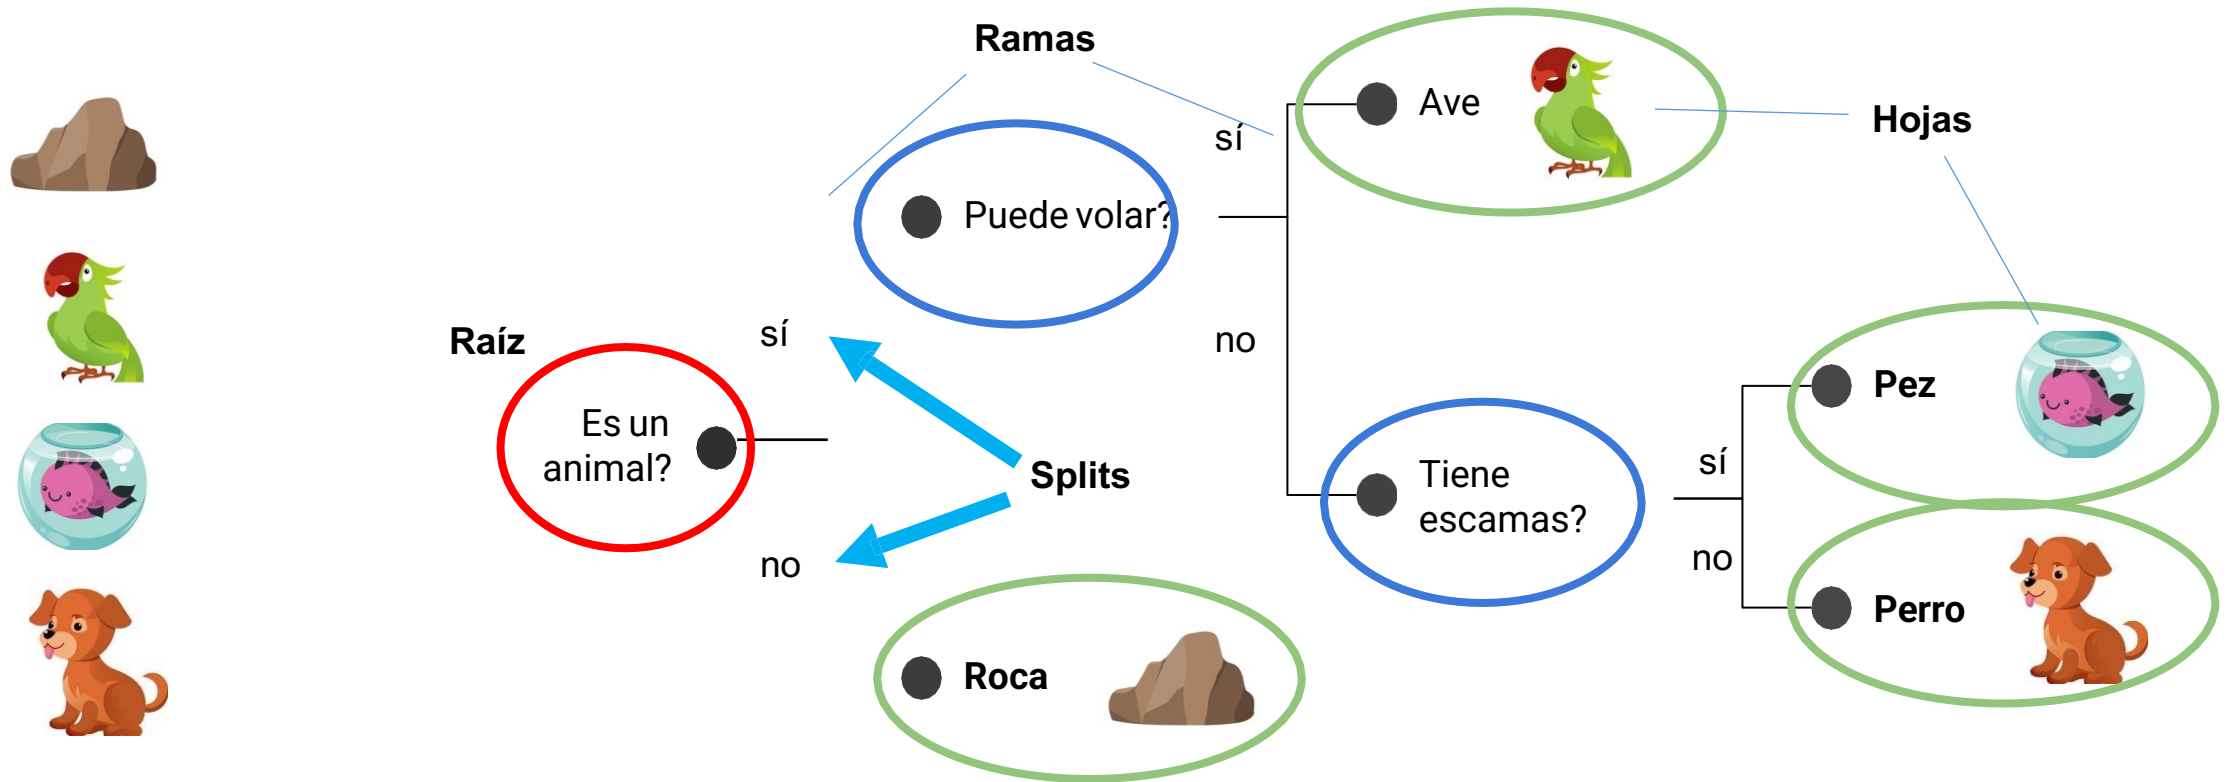 Ramas
Ave
Hojas
sí
Puede volar?
Raíz
sí
no
Es un
animal?
Pez
Splits
Tiene
escamas?
sí
no
no
Roca
Perro